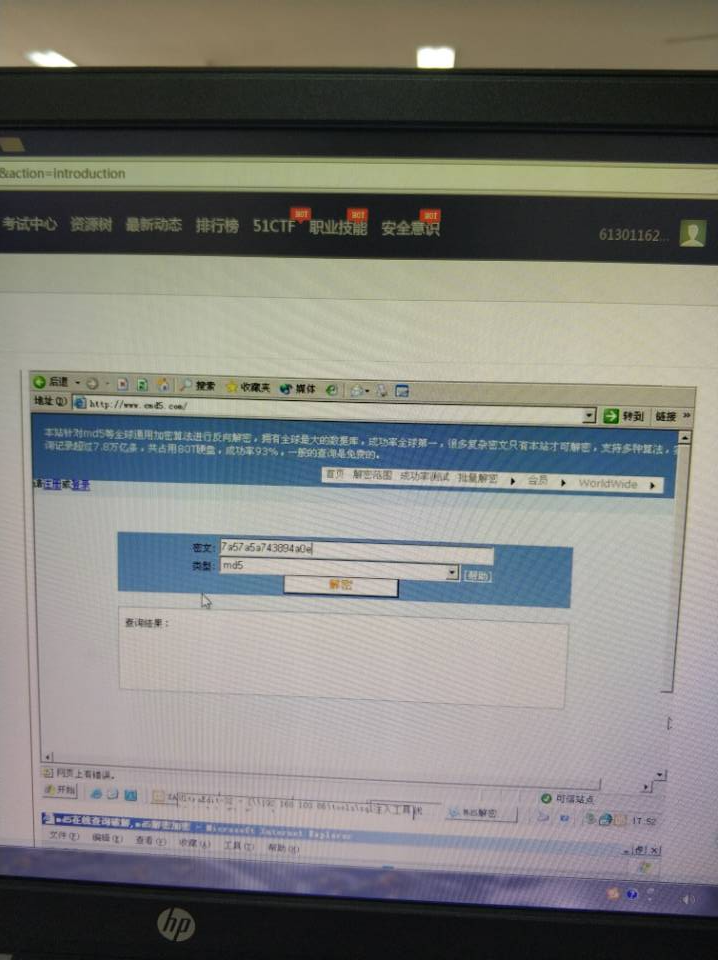 &action=introduction
考试中心 资源树 最新动态 排行榜 51CTF HOT 职业技能 HOT 安全意识 HOT 61301162...
后退 搜索 收藏夹 媒体
地址(D) http://www.cmd5.com/ 转到 链接 »
本站针对md5等全球通用加密算法进行反向解密，拥有全球最大的数据库，成功率全球第一，很多复杂密文只有本站才可解密，支持多种算法，
询记录超过7.8万亿条，共占用80T硬盘，成功率93%，一般的查询是免费的。
首页 解密范围 成功率测试 批量解密 会员 WorldWide
请注册或登录
密文: 7a57a5a743894a0e
类型: md5 [帮助]
解密
查询结果：
网页上有错误。
可信站点
开始 17:52
md5在线查询破解,md5解密加密 - Microsoft Internet Explorer
文件(F) 编辑(E) 查看(V) 收藏(A) 工具(T) 帮助(H)
hp